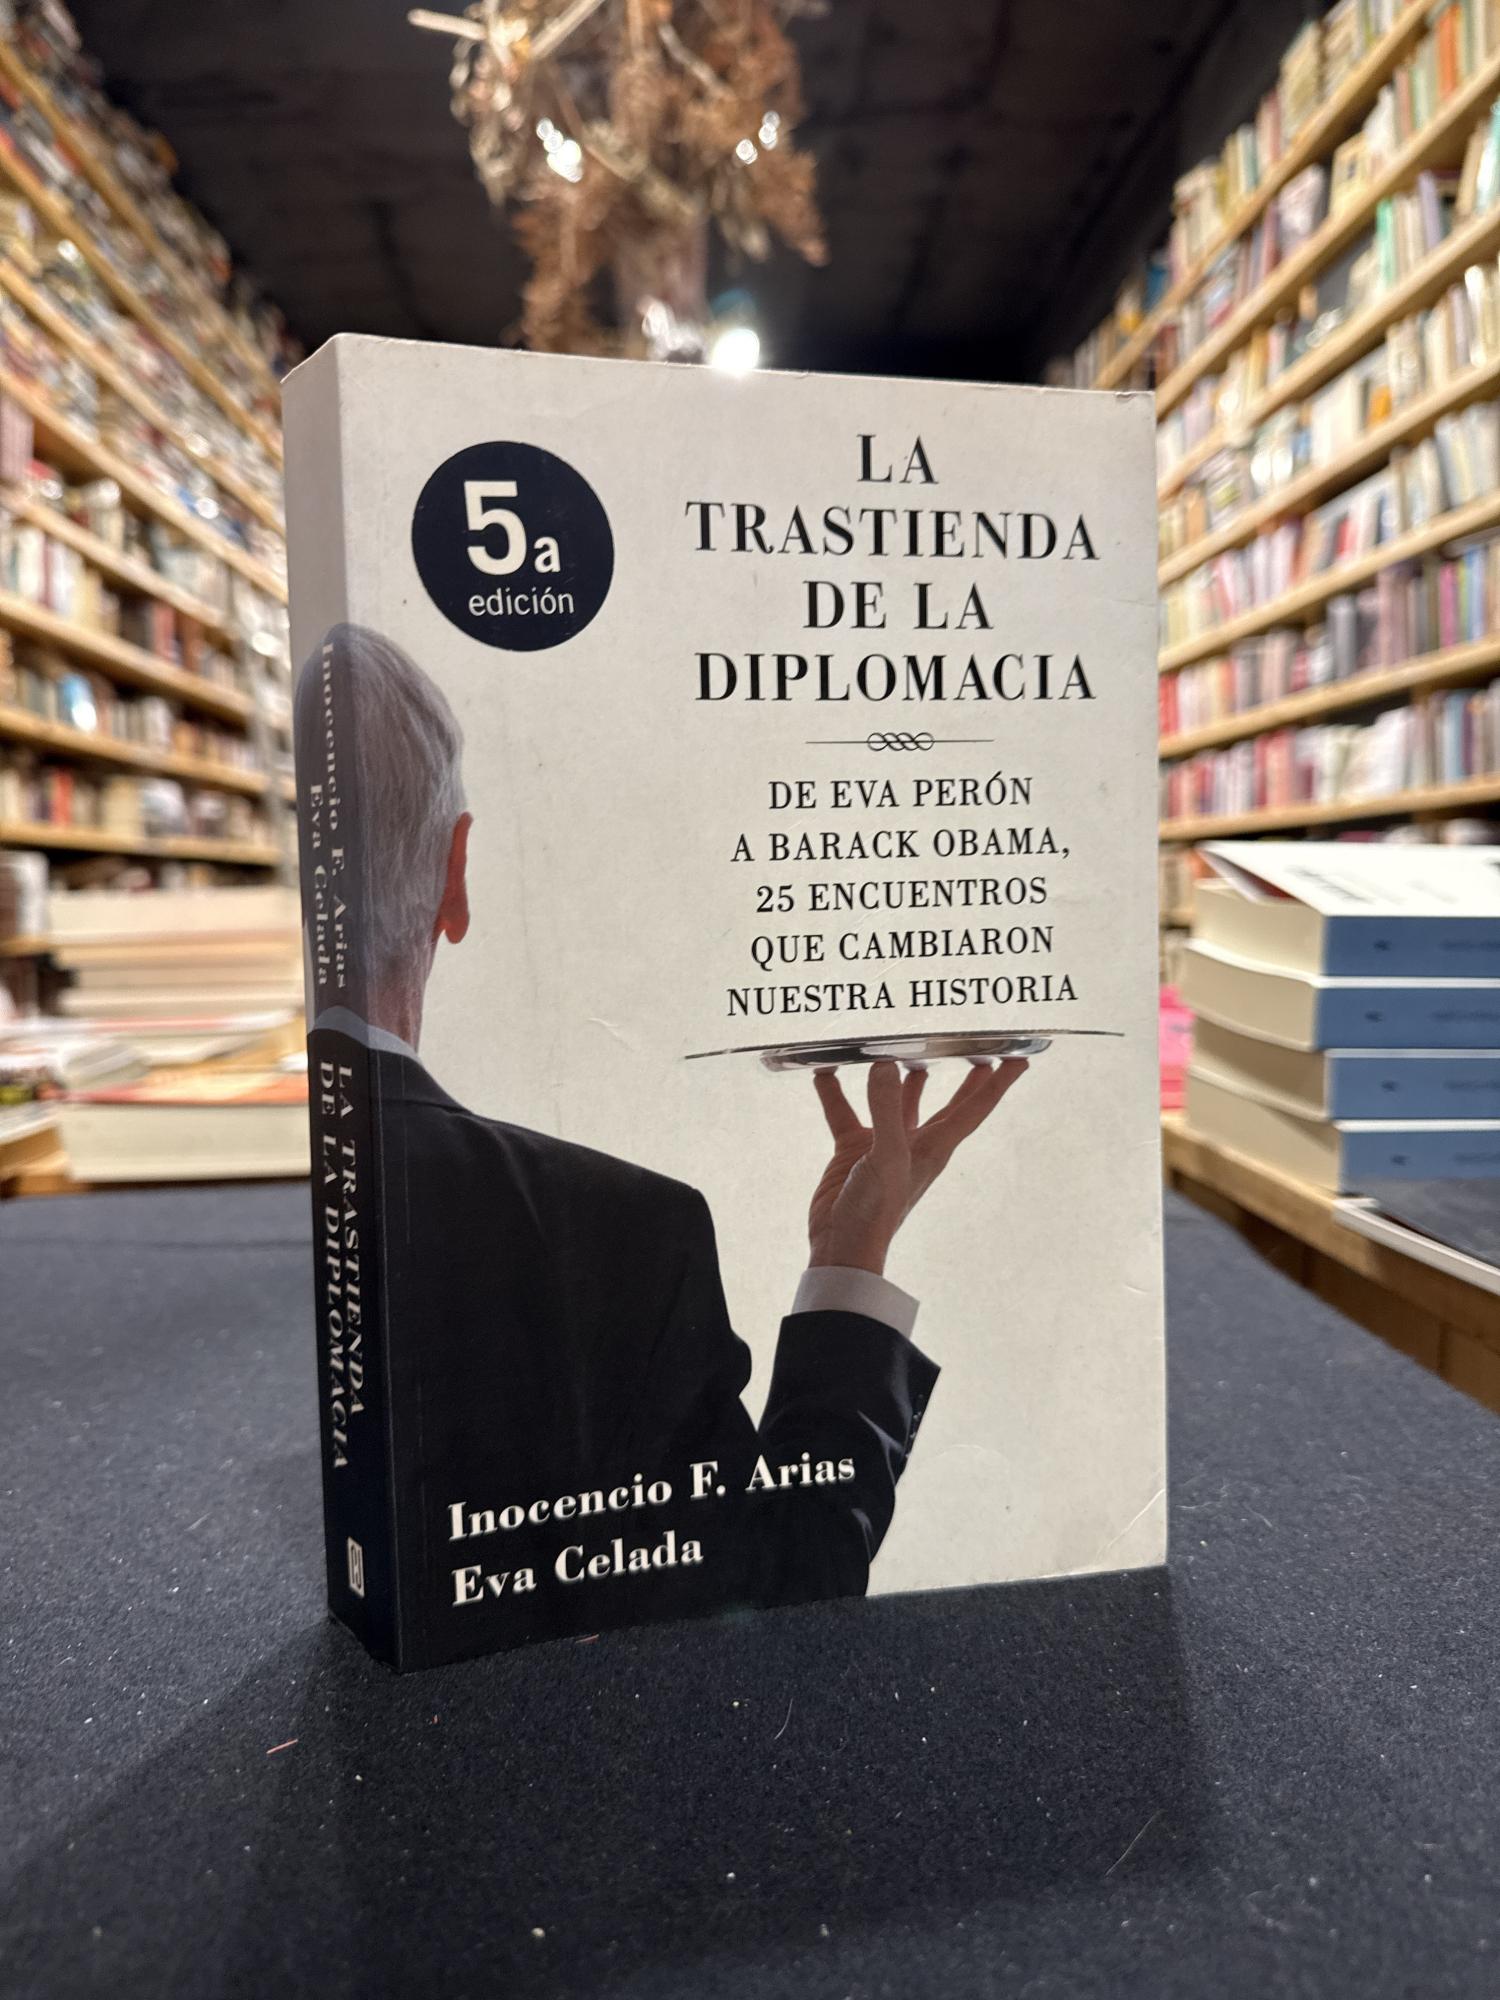 5a
edición
LA
TRASTIENDA
DE LA
DIPLOMACIA
DE EVA PERÓN
A BARACK OBAMA,
25 ENCUENTROS
QUE CAMBIARON
NUESTRA HISTORIA
Inocencio F. Arias
Eva Celada
Inocencio F. Arias
Eva Celada
LA TRASTIENDA
DE LA DIPLOMACIA